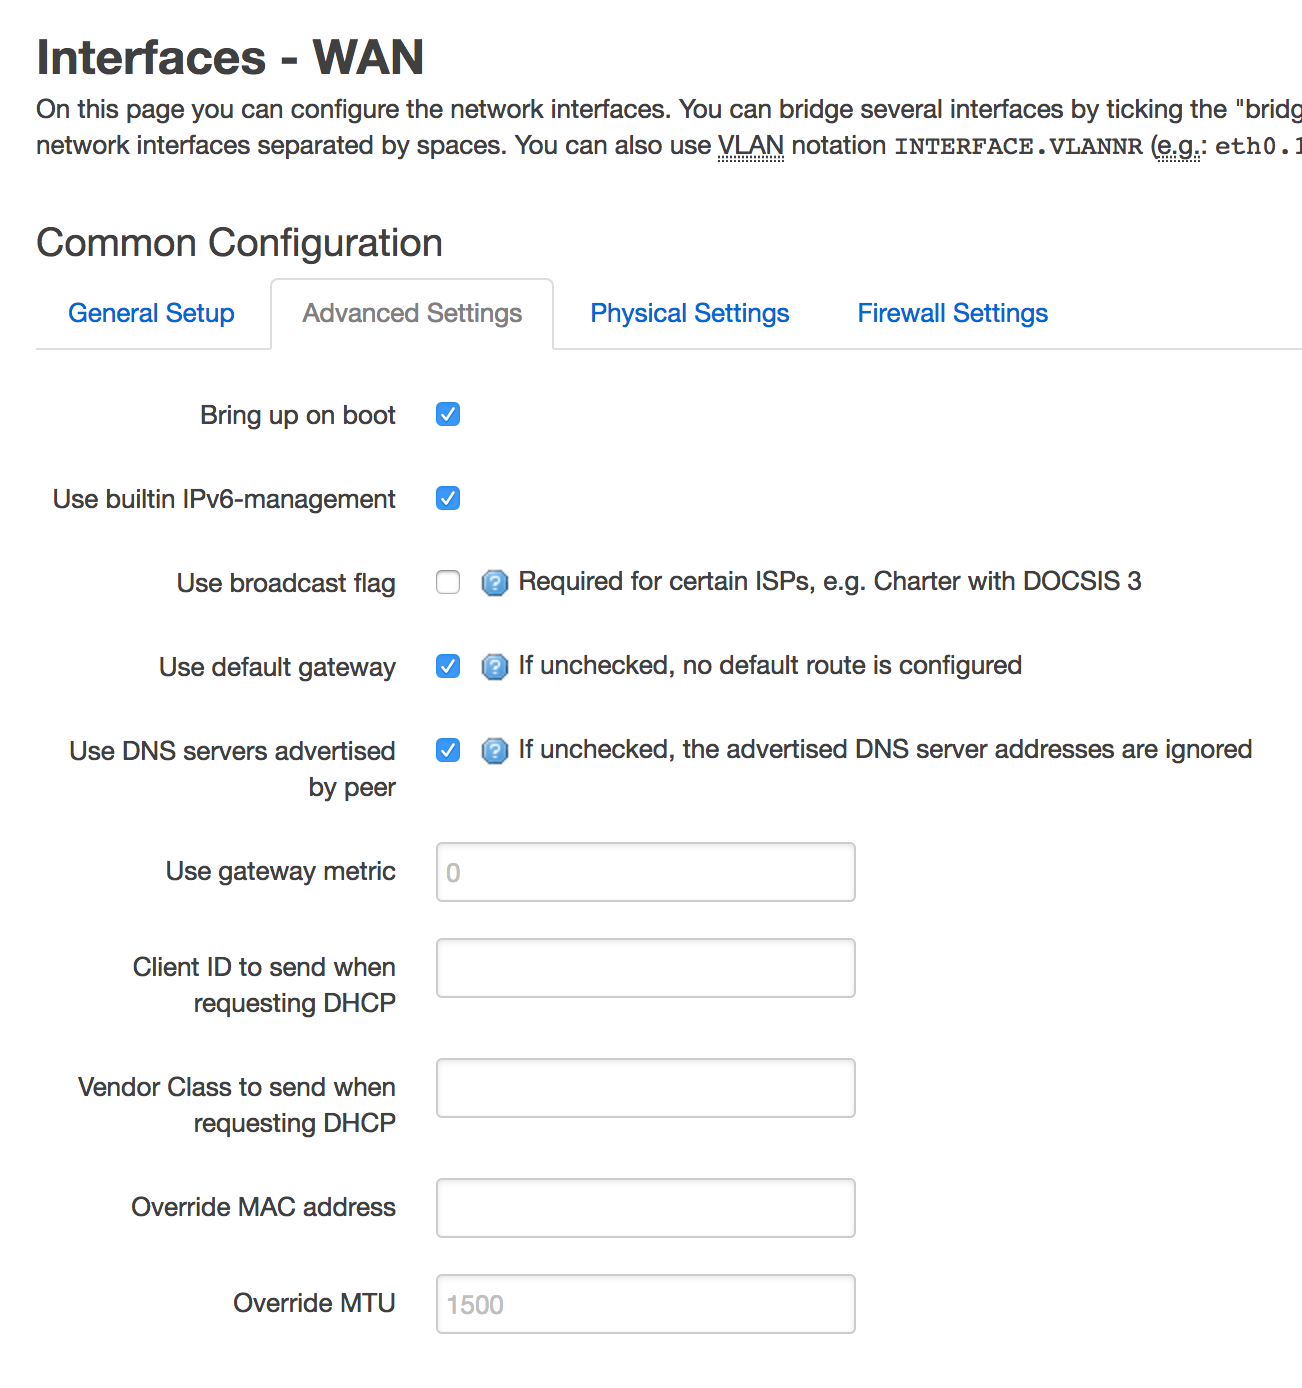 Interfaces - WAN
On this page you can configure the network interfaces. You can bridge several interfaces by ticking the "bridg
network interfaces separated by spaces. You can also use VLAN notation INTERFACE.VLANNR (e.g.: eth0.1
Common Configuration
General Setup Advanced Settings Physical Settings Firewall Settings
Bring up on boot
Use builtin IPv6-management
Use broadcast flag Required for certain ISPs, e.g. Charter with DOCSIS 3
Use default gateway If unchecked, no default route is configured
Use DNS servers advertised If unchecked, the advertised DNS server addresses are ignored
by peer
Use gateway metric 0
Client ID to send when
requesting DHCP
Vendor Class to send when
requesting DHCP
Override MAC address
Override MTU 1500